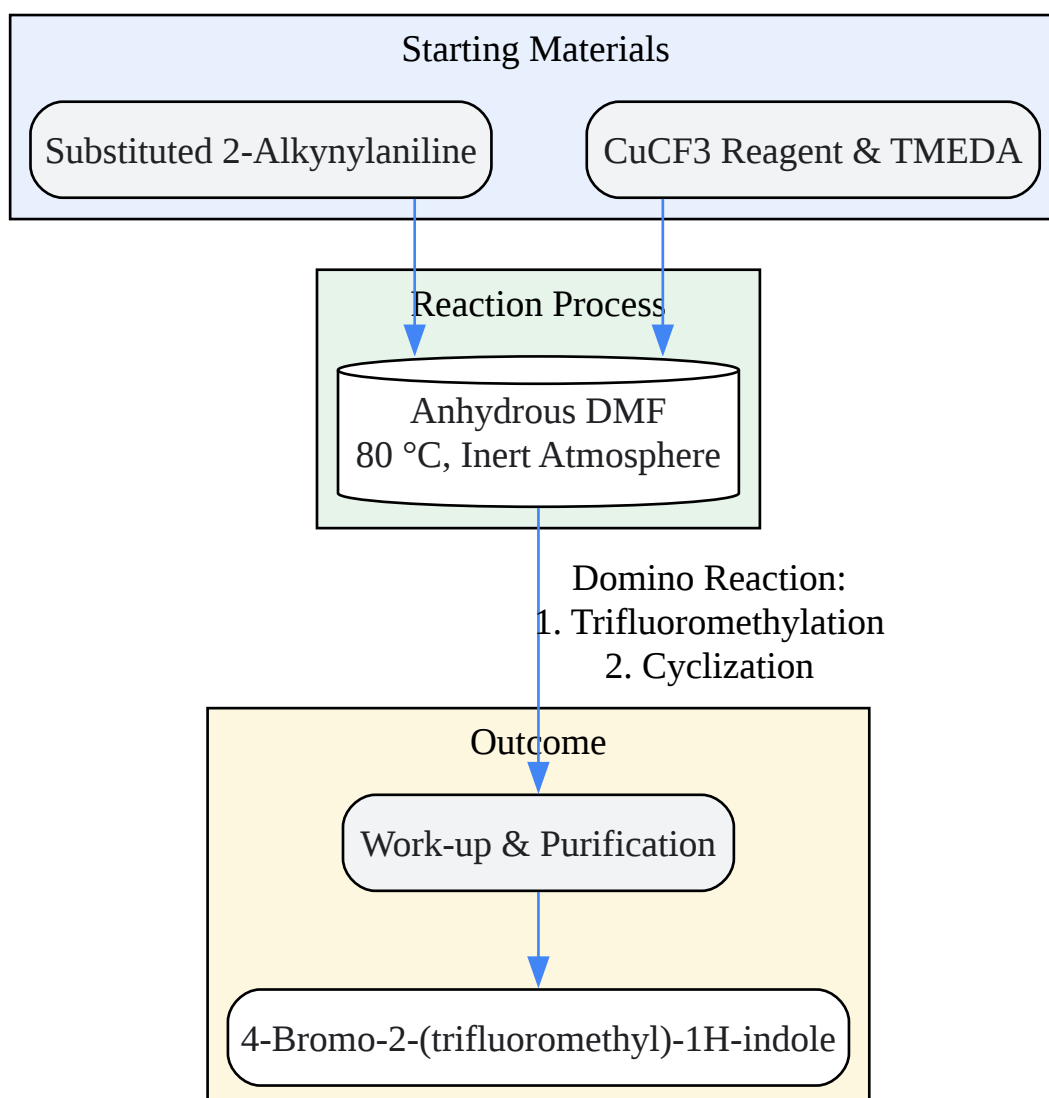 Starting Materials
Substituted 2-Alkynylaniline
CuCF3 Reagent & TMEDA
Reaction Process
Anhydrous DMF
80 °C, Inert Atmosphere
Domino Reaction:
1. Trifluoromethylation
2. Cyclization
Outcome
Work-up & Purification
4-Bromo-2-(trifluoromethyl)-1H-indole